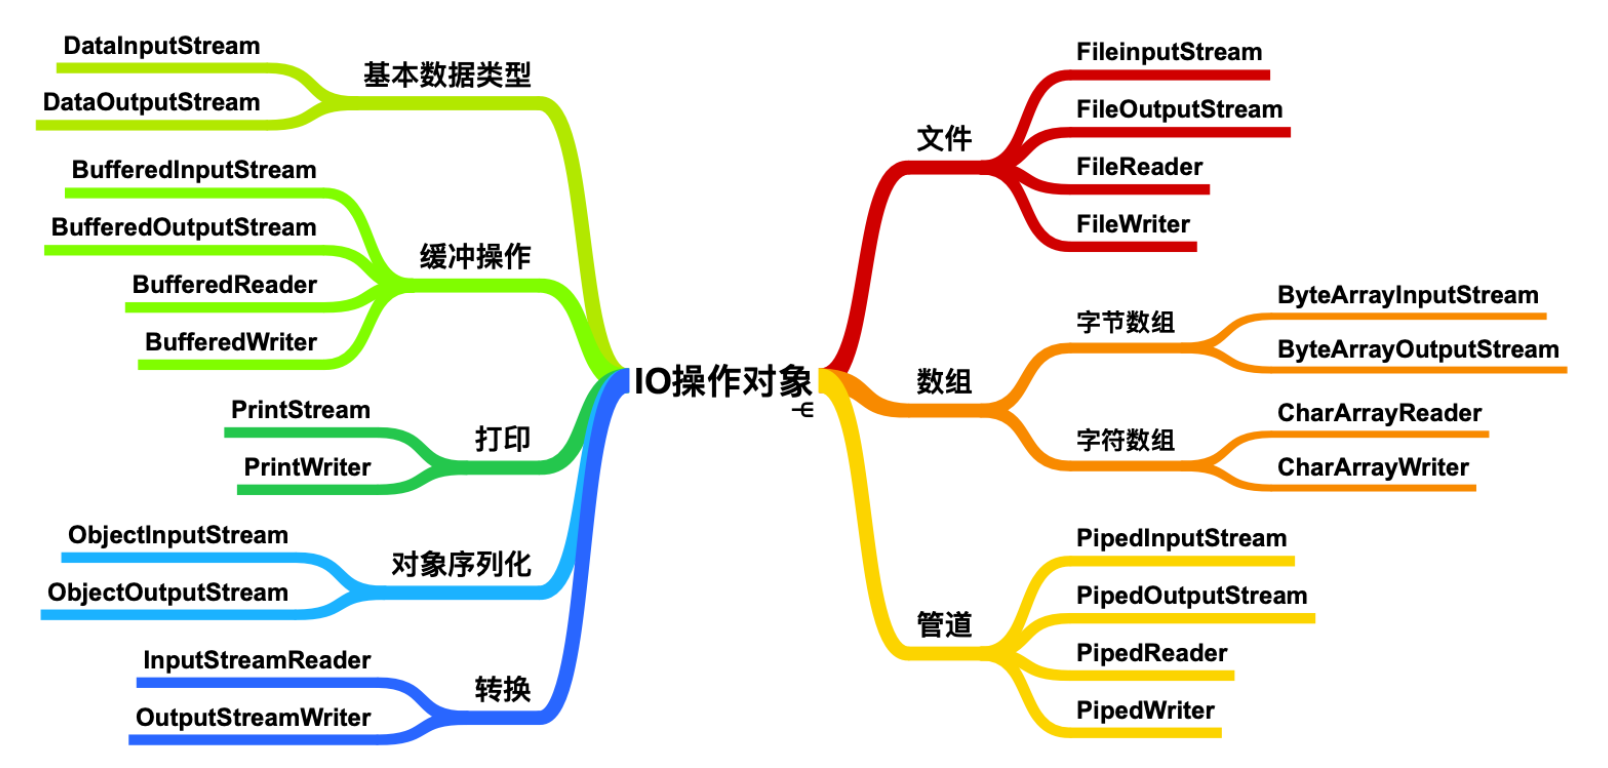 IO操作对象
基本数据类型
DataInputStream
DataOutputStream
缓冲操作
BufferedInputStream
BufferedOutputStream
BufferedReader
BufferedWriter
打印
PrintStream
PrintWriter
对象序列化
ObjectInputStream
ObjectOutputStream
转换
InputStreamReader
OutputStreamWriter
文件
FileinputStream
FileOutputStream
FileReader
FileWriter
数组
字节数组
ByteArrayInputStream
ByteArrayOutputStream
字符数组
CharArrayReader
CharArrayWriter
管道
PipedInputStream
PipedOutputStream
PipedReader
PipedWriter